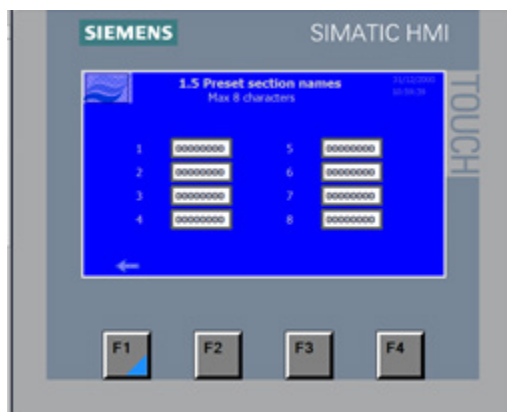 SIEMENS
SIMATIC HMI
TOUCH
1.5 Preset section names
Max 8 characters
31/12/2000
10:59:39
1 00000000 5 00000000
2 00000000 6 00000000
3 00000000 7 00000000
4 00000000 8 00000000
F1 F2 F3 F4